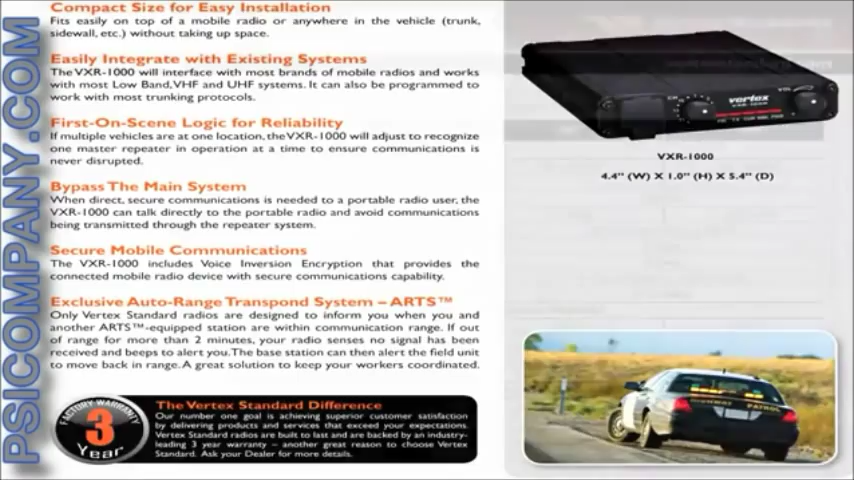 PSICOMPANY.COM
Compact Size for Easy Installation
Fits easily on top of a mobile radio or anywhere in the vehicle (trunk,
sidewall, etc.) without taking up space.
Easily Integrate with Existing Systems
The VXR-1000 will interface with most brands of mobile radios and works
with most Low Band, VHF and UHF systems. It can also be programmed to
work with most trunking protocols.
First-On-Scene Logic for Reliability
If multiple vehicles are at one location, the VXR-1000 will adjust to recognize
one master repeater in operation at a time to ensure communications is
never disrupted.
Bypass The Main System
When direct, secure communications is needed to a portable radio user, the
VXR-1000 can talk directly to the portable radio and avoid communications
being transmitted through the repeater system.
Secure Mobile Communications
The VXR-1000 includes Voice Inversion Encryption that provides the
connected mobile radio device with secure communications capability.
Exclusive Auto-Range Transpond System – ARTS™
Only Vertex Standard radios are designed to inform you when you and
another ARTS™-equipped station are within communication range. If out
of range for more than 2 minutes, your radio senses no signal has been
received and beeps to alert you. The base station can then alert the field unit
to move back in range. A great solution to keep your workers coordinated.
FACTORY-WARRANTY
3
Year
The Vertex Standard Difference
Our number one goal is achieving superior customer satisfaction
by delivering products and services that exceed your expectations.
Vertex Standard radios are built to last and are backed by an industry-
leading 3 year warranty – another great reason to choose Vertex
Standard. Ask your Dealer for more details.
vertex
VXR-1000
VXR-1000
4.4" (W) X 1.0" (H) X 5.4" (D)
HIGHWAY PATROL